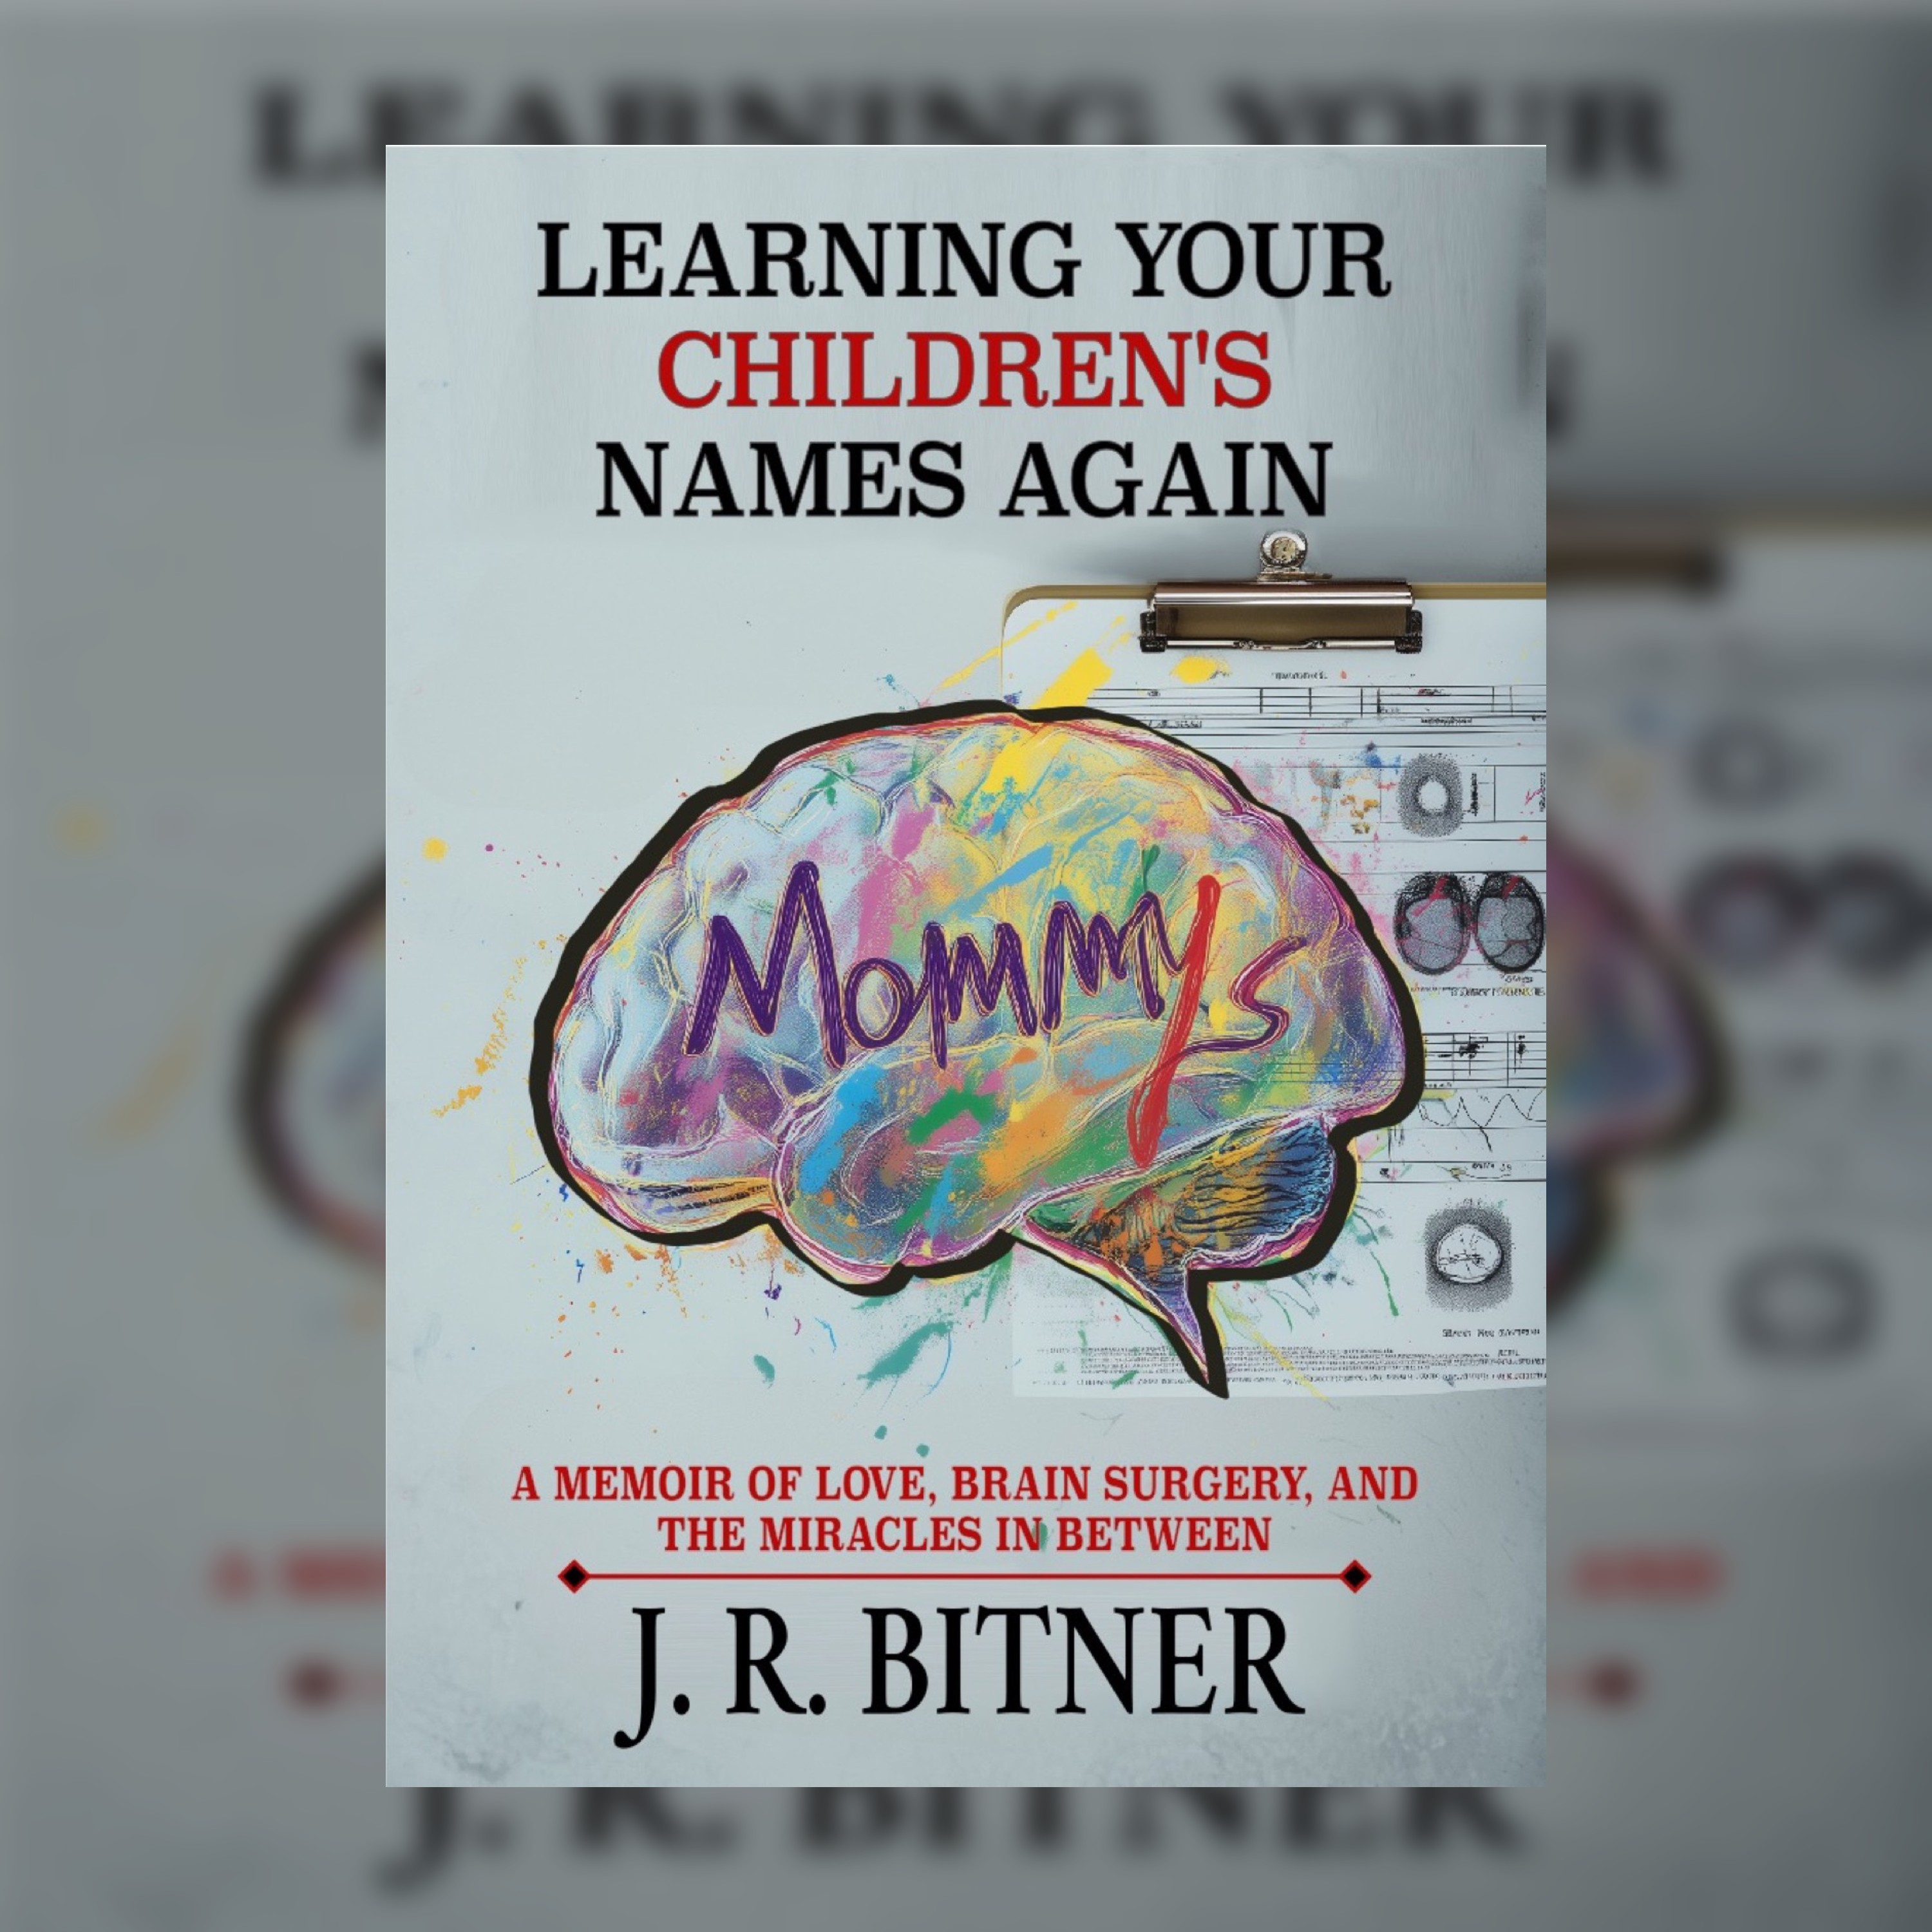 LEARNING YOUR
CHILDREN'S
NAMES AGAIN
Mommy's
A MEMOIR OF LOVE, BRAIN SURGERY, AND
THE MIRACLES IN BETWEEN
J. R. BITNER